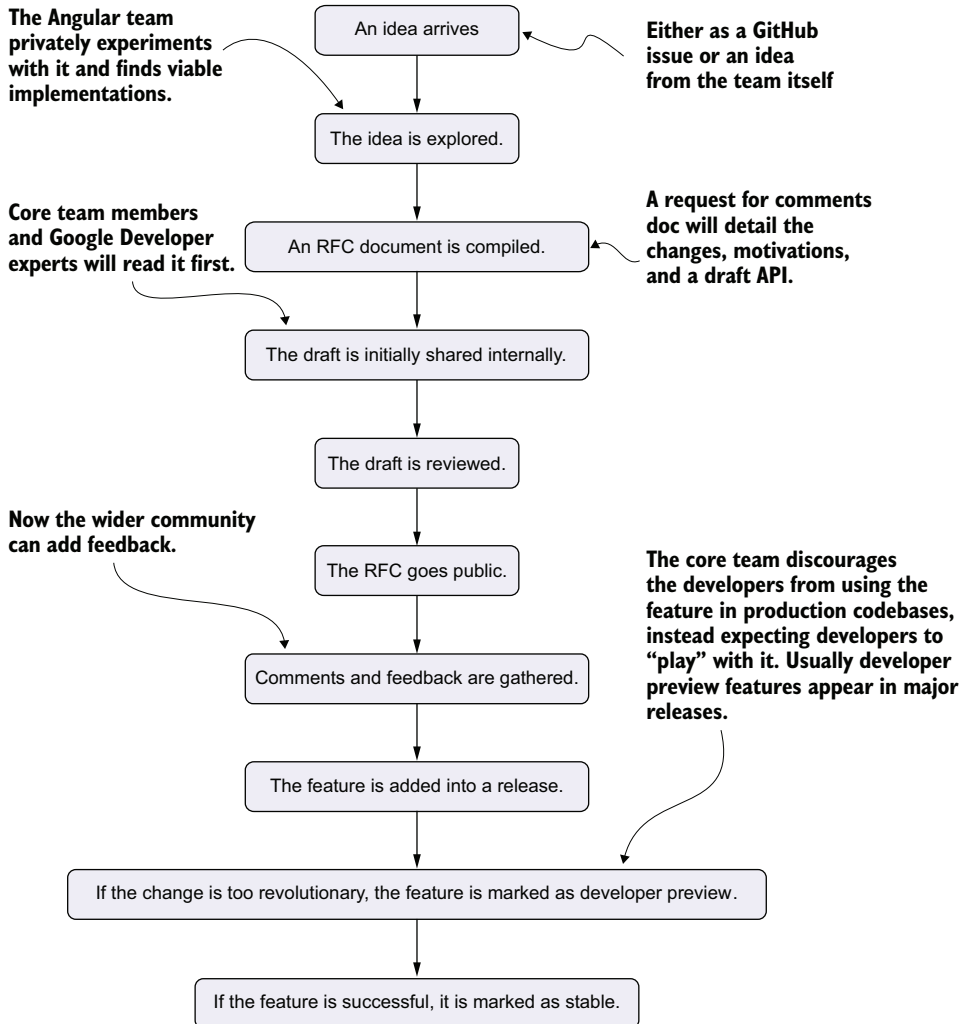 The Angular team
privately experiments
with it and finds viable
implementations.
An idea arrives
Either as a GitHub
issue or an idea
from the team itself
The idea is explored.
Core team members
and Google Developer
experts will read it first.
An RFC document is compiled.
A request for comments
doc will detail the
changes, motivations,
and a draft API.
The draft is initially shared internally.
The draft is reviewed.
Now the wider community
can add feedback.
The RFC goes public.
The core team discourages
the developers from using the
feature in production codebases,
instead expecting developers to
“play” with it. Usually developer
preview features appear in major
releases.
Comments and feedback are gathered.
The feature is added into a release.
If the change is too revolutionary, the feature is marked as developer preview.
If the feature is successful, it is marked as stable.